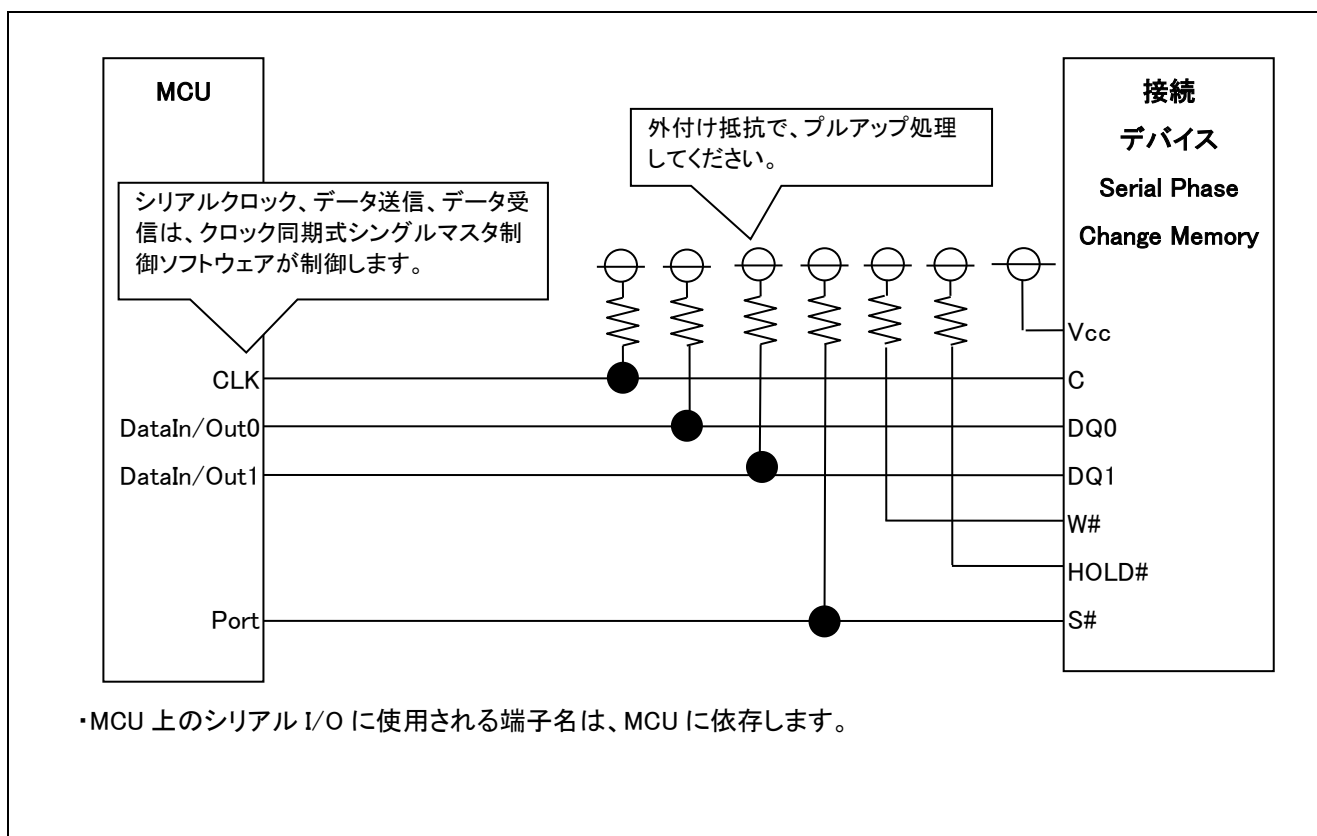 MCU
接続
デバイス
Serial Phase
Change Memory
外付け抵抗で、プルアップ処理
してください。
シリアルクロック、データ送信、データ受
信は、クロック同期式シングルマスタ制
御ソフトウェアが制御します。
Vcc
CLK
C
DataIn/Out0
DQ0
DataIn/Out1
DQ1
W#
HOLD#
Port
S#
・MCU 上のシリアル I/O に使用される端子名は、MCU に依存します。